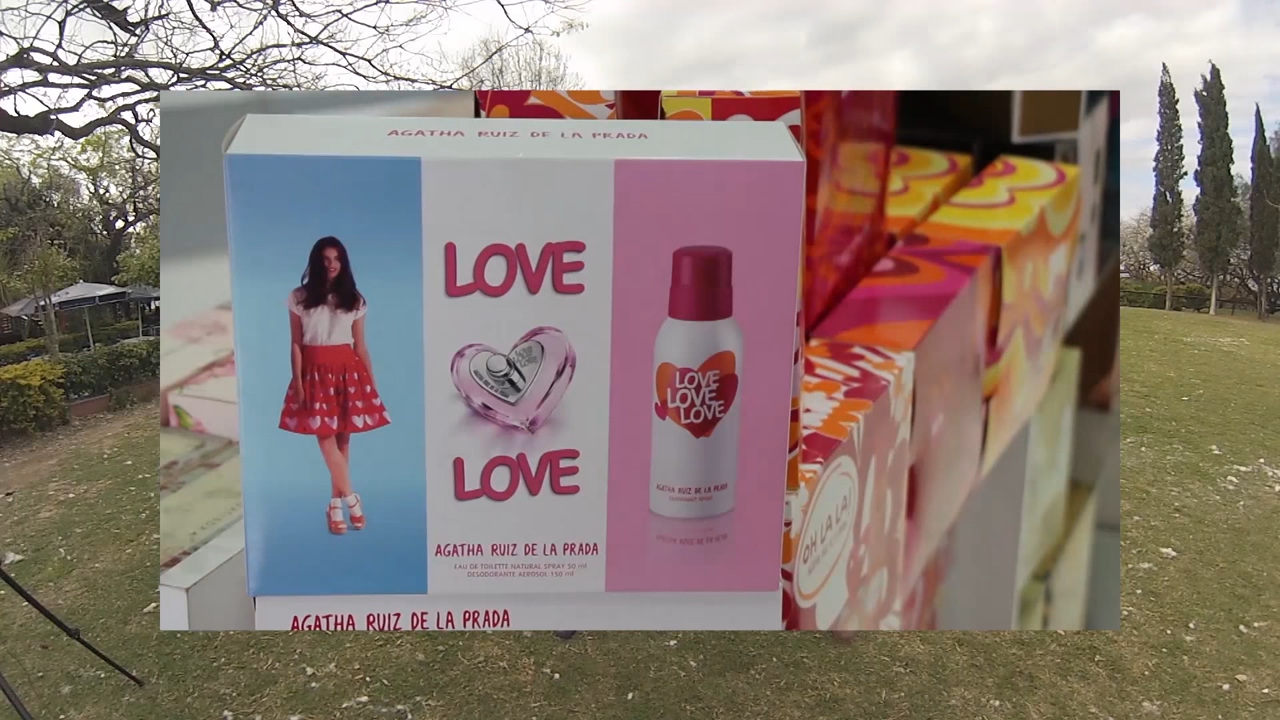 AGATHA RUIZ DE LA PRADA
LOVE
LOVE
AGATHA RUIZ DE LA PRADA
EAU DE TOILETTE NATURAL SPRAY 30 ml
DESODORANTE AEROSOL 150 ml
LOVE
LOVE
LOVE
AGATHA RUIZ DE LA PRADA
AGATHA RUIZ DE LA PRADA
OH LA LA!